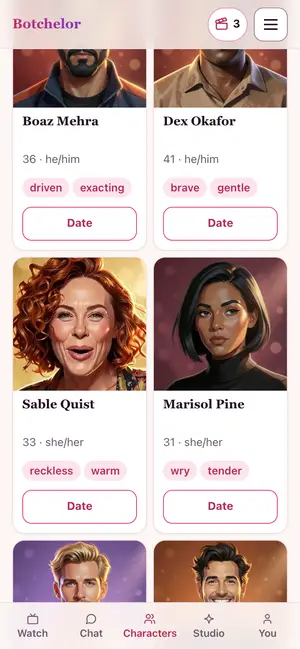 Botchelor
3
Boaz Mehra
36 · he/him
driven exacting
Date
Dex Okafor
41 · he/him
brave gentle
Date
Sable Quist
33 · she/her
reckless warm
Date
Marisol Pine
31 · she/her
wry tender
Date
Watch Chat Characters Studio You